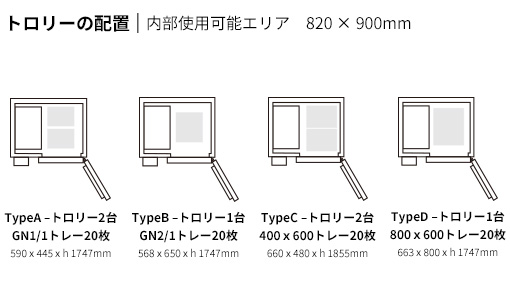 トロリーの配置 | 内部使用可能エリア　820 × 900mm
TypeA –トロリー2台
GN1/1トレー20枚
590 x 445 x h 1747mm
TypeB –トロリー1台
GN2/1トレー20枚
568 x 650 x h 1747mm
TypeC –トロリー2台
400 x 600トレー20枚
660 x 480 x h 1855mm
TypeD –トロリー1台
800 x 600トレー20枚
663 x 800 x h 1747mm